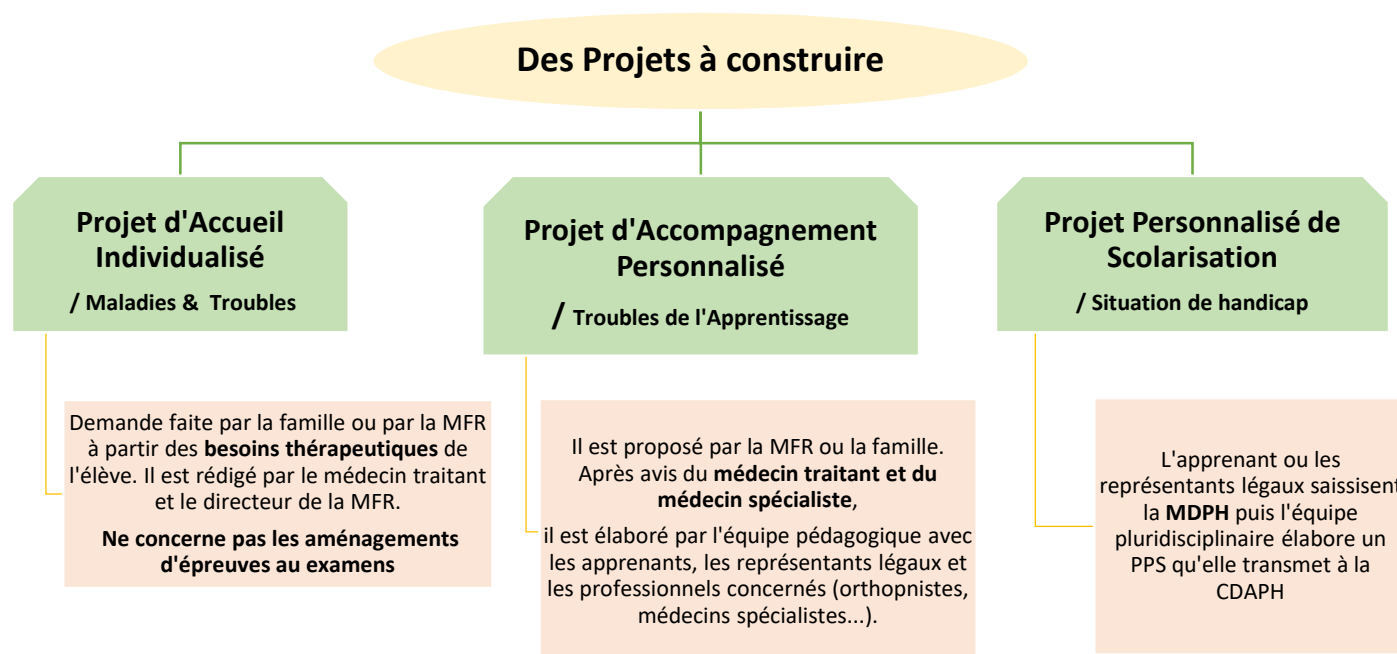 Des Projets à construire
Projet d'Accueil
Individualisé
/ Maladies & Troubles
Demande faite par la famille ou par la MFR
à partir des besoins thérapeutiques de
l'élève. Il est rédigé par le médecin traitant
et le directeur de la MFR.
Ne concerne pas les aménagements
d'épreuves au examens
Projet d'Accompagnement
Personnalisé
/ Troubles de l'Apprentissage
Il est proposé par la MFR ou la famille.
Après avis du médecin traitant et du
médecin spécialiste,
il est élaboré par l'équipe pédagogique avec
les apprenants, les représentants légaux et
les professionnels concernés (orthopnistes,
médecins spécialistes...).
Projet Personnalisé de
Scolarisation
/ Situation de handicap
L'apprenant ou les
représentants légaux saissisent
la MDPH puis l'équipe
pluridisciplinaire élabore un
PPS qu'elle transmet à la
CDAPH